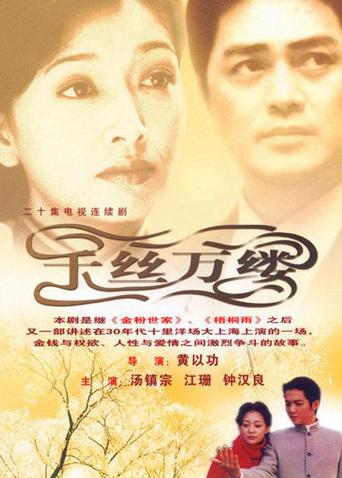 二十集电视连续剧
千丝万缕
本剧是继《金粉世家》、《梧桐雨》之后
又一部讲述在30年代十里洋场大上海上演的一场，
金钱与权欲、人性与爱情之间激烈争斗的故事。
导 演：黄以功
主 演：汤镇宗 江珊 钟汉良